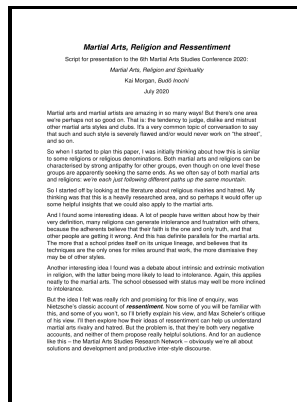 Martial Arts, Religion and Ressentiment
Script for presentation to the 6th Martial Arts Studies Conference 2020:
Martial Arts, Religion and Spirituality
Kai Morgan, Budō Inochi
July 2020
Martial arts and martial artists are amazing in so many ways! But there's one area
we're perhaps not so good on. That is: the tendency to judge, dislike and mistrust
other martial arts styles and clubs. It's a very common topic of conversation to say
that such and such style is severely flawed and/or would never work on "the street",
and so on.
So when I started to plan this paper, I was initially thinking about how this is similar
to some religions or religious denominations. Both martial arts and religions can be
characterised by strong antipathy for other groups, even though on one level these
groups are apparently seeking the same ends. As we often say of both martial arts
and religions: we're each just following different paths up the same mountain.
So I started off by looking at the literature about religious rivalries and hatred. My
thinking was that this is a heavily researched area, and so perhaps it would offer up
some helpful insights that we could also apply to the martial arts.
And I found some interesting ideas. A lot of people have written about how by their
very definition, many religions can generate intolerance and frustration with others,
because the adherents believe that their faith is the one and only truth, and that
other people are getting it wrong. And this has definite parallels for the martial arts.
The more that a school prides itself on its unique lineage, and believes that its
techniques are the only ones for miles around that work, the more dismissive they
may be of other styles.
Another interesting idea I found was a debate about intrinsic and extrinsic motivation
in religion, with the latter being more likely to lead to intolerance. Again, this applies
neatly to the martial arts. The school obsessed with status may well be more inclined
to intolerance.
But the idea I felt was really rich and promising for this line of enquiry, was
Nietzsche's classic account of ressentiment. Now some of you will be familiar with
this, and some of you won't, so I'll briefly explain his view, and Max Scheler's critique
of his view. I'll then explore how their ideas of ressentiment can help us understand
martial arts rivalry and hatred. But the problem is, that they're both very negative
accounts, and neither of them propose really helpful solutions. And for an audience
like this – the Martial Arts Studies Research Network – obviously we're all about
solutions and development and productive inter-style discourse.